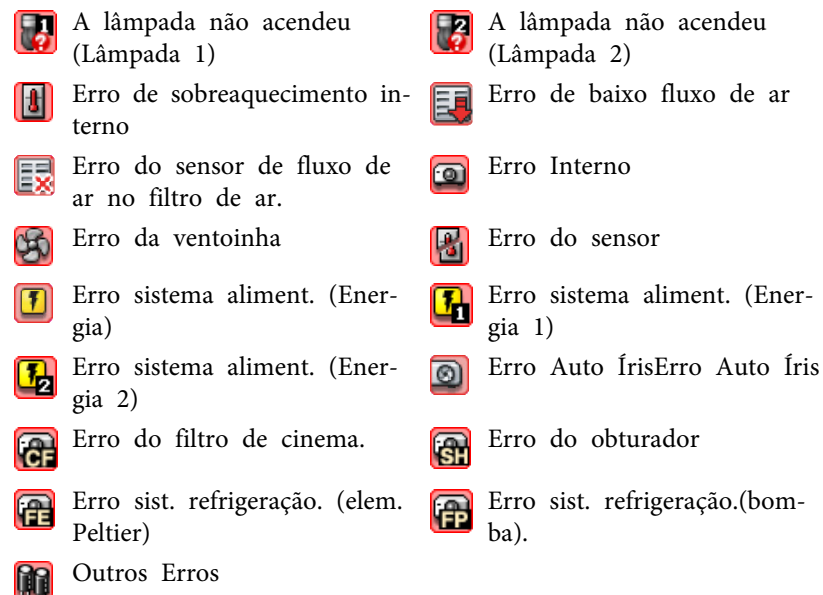 A lâmpada não acendeu
(Lâmpada 1)
A lâmpada não acendeu
(Lâmpada 2)
Erro de sobreaquecimento in-
terno
Erro de baixo fluxo de ar
Erro do sensor de fluxo de
ar no filtro de ar.
Erro Interno
Erro da ventoinha
Erro do sensor
Erro sistema aliment. (Ener-
gia)
Erro sistema aliment. (Ener-
gia 1)
Erro sistema aliment. (Ener-
gia 2)
Erro Auto ÍrisErro Auto Íris
CF
Erro do filtro de cinema.
SH
Erro do obturador
FE
Erro sist. refrigeração. (elem.
Peltier)
FP
Erro sist. refrigeração.(bom-
ba).
Outros Erros